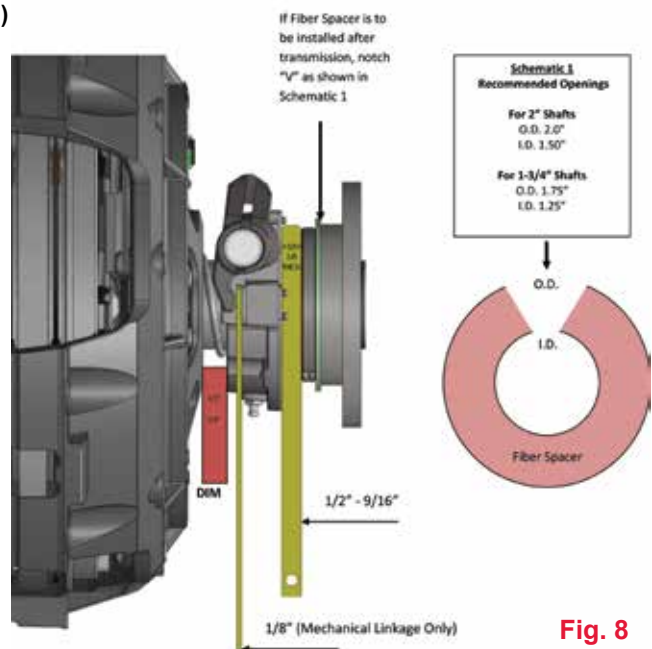 )
If Fiber Spacer is to
be installed after
transmission, notch
"V" as shown in
Schematic 1
Schematic 1
Recommended Openings
For 2" Shafts
O.D. 2.0"
I.D. 1.50"
For 1-3/4" Shafts
O.D. 1.75"
I.D. 1.25"
O.D.
I.D.
Fiber Spacer
DIM
1/2" - 9/16"
1/8" (Mechanical Linkage Only)
Fig. 8